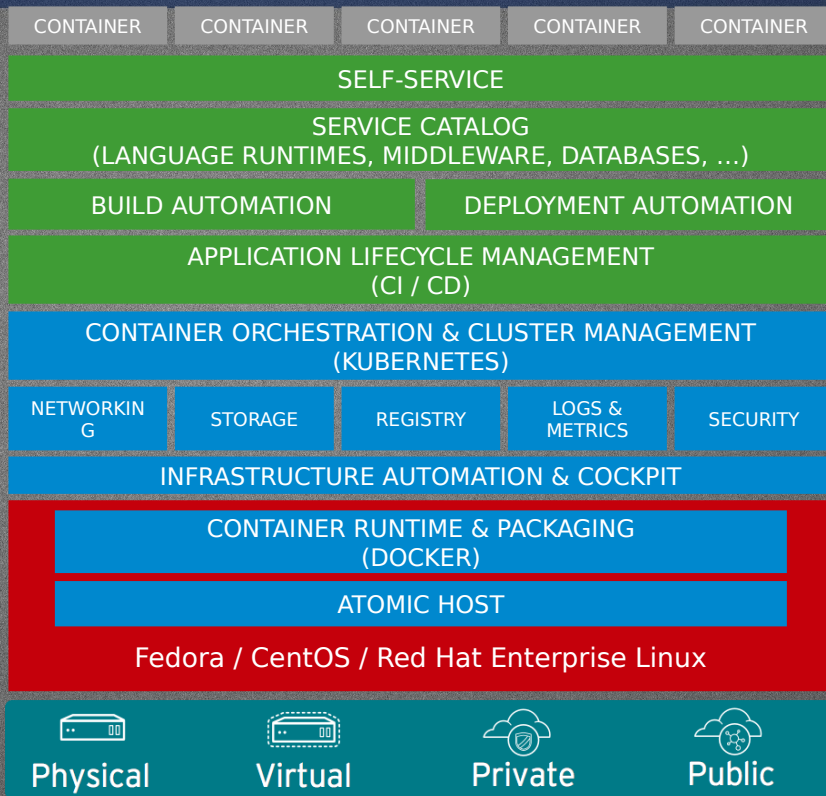 CONTAINER CONTAINER CONTAINER CONTAINER CONTAINER
SELF-SERVICE
SERVICE CATALOG
(LANGUAGE RUNTIMES, MIDDLEWARE, DATABASES, …)
BUILD AUTOMATION
DEPLOYMENT AUTOMATION
APPLICATION LIFECYCLE MANAGEMENT
(CI / CD)
CONTAINER ORCHESTRATION & CLUSTER MANAGEMENT
(KUBERNETES)
NETWORKIN
G
STORAGE
REGISTRY
LOGS &
METRICS
SECURITY
INFRASTRUCTURE AUTOMATION & COCKPIT
CONTAINER RUNTIME & PACKAGING
(DOCKER)
ATOMIC HOST
Fedora / CentOS / Red Hat Enterprise Linux
Physical Virtual Private Public